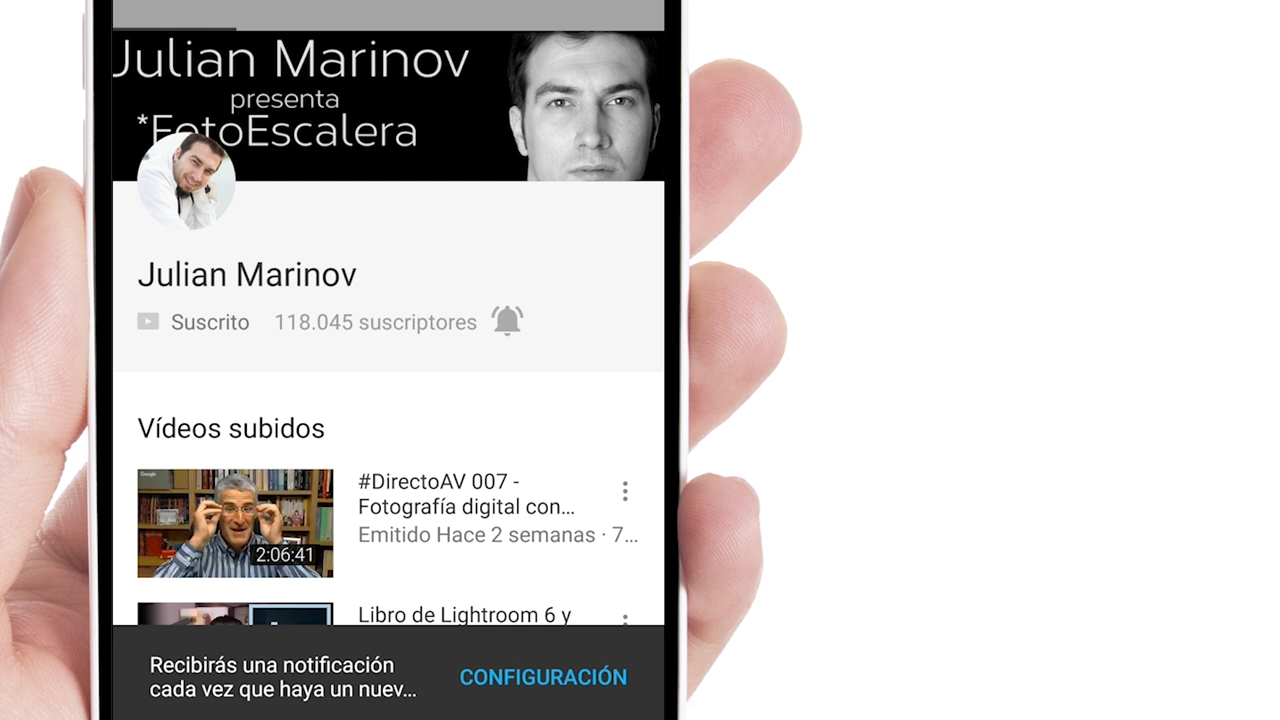 Julian Marinov
presenta
*FotoEscalera
Julian Marinov
Suscrito 118.045 suscriptores
Vídeos subidos
Google
#DirectoAV 007 -
Fotografía digital con...
Emitido Hace 2 semanas · 7...
2:06:41
Libro de Lightroom 6 y
Recibirás una notificación
cada vez que haya un nuev...
CONFIGURACIÓN